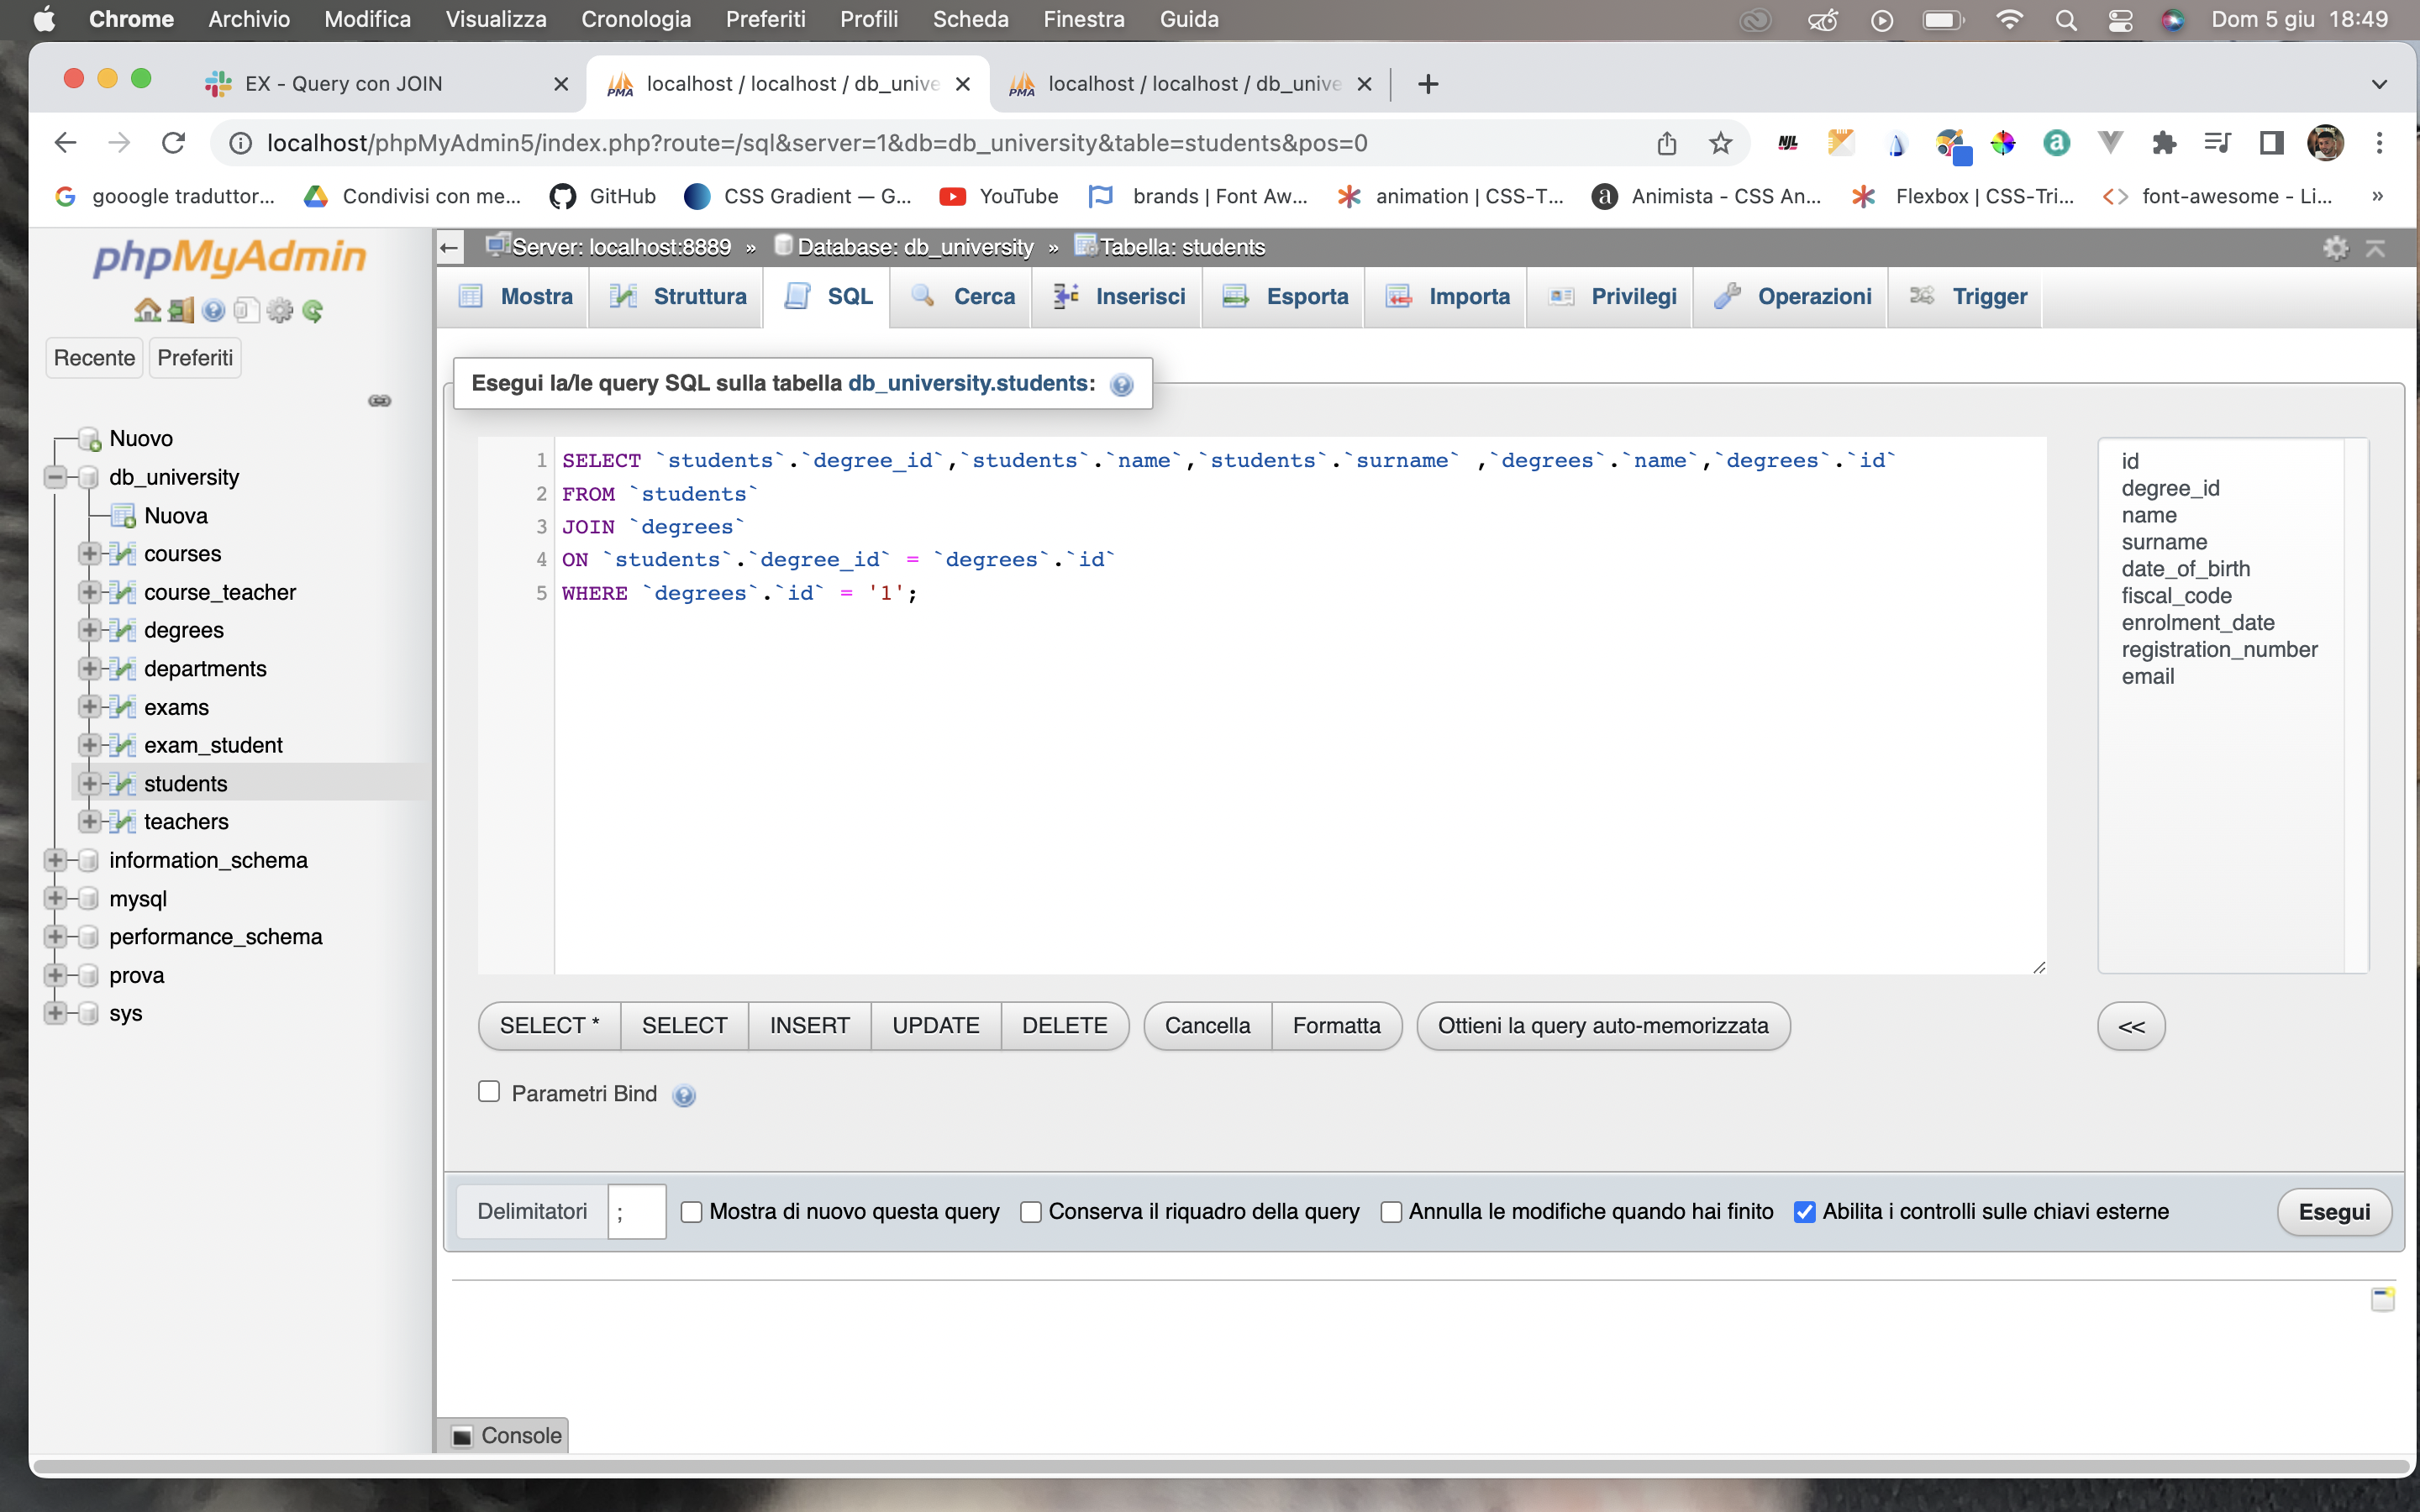 Chrome Archivio Modifica Visualizza Cronologia Preferiti Profili Scheda Finestra Guida Dom 5 giu 18:49
EX - Query con JOIN localhost / localhost / db_unive localhost / localhost / db_unive
localhost/phpMyAdmin5/index.php?route=/sql&server=1&db=db_university&table=students&pos=0
gooogle traduttor... Condivisi con me... GitHub CSS Gradient — G... YouTube brands | Font Aw... animation | CSS-T... Animista - CSS An... Flexbox | CSS-Tri... font-awesome - Li... »
phpMyAdmin
Recente Preferiti
Nuovo
db_university
Nuova
courses
course_teacher
degrees
departments
exams
exam_student
students
teachers
information_schema
mysql
performance_schema
prova
sys
Server: localhost:8889 » Database: db_university » Tabella: students
Mostra Struttura SQL Cerca Inserisci Esporta Importa Privilegi Operazioni Trigger
Esegui la/le query SQL sulla tabella db_university.students:
1 SELECT `students`.`degree_id`,`students`.`name`,`students`.`surname` ,`degrees`.`name`,`degrees`.`id`
2 FROM `students`
3 JOIN `degrees`
4 ON `students`.`degree_id` = `degrees`.`id`
5 WHERE `degrees`.`id` = '1';
id
degree_id
name
surname
date_of_birth
fiscal_code
enrolment_date
registration_number
email
SELECT * SELECT INSERT UPDATE DELETE Cancella Formatta Ottieni la query auto-memorizzata <<
Parametri Bind
Delimitatori ; Mostra di nuovo questa query Conserva il riquadro della query Annulla le modifiche quando hai finito Abilita i controlli sulle chiavi esterne Esegui
Console